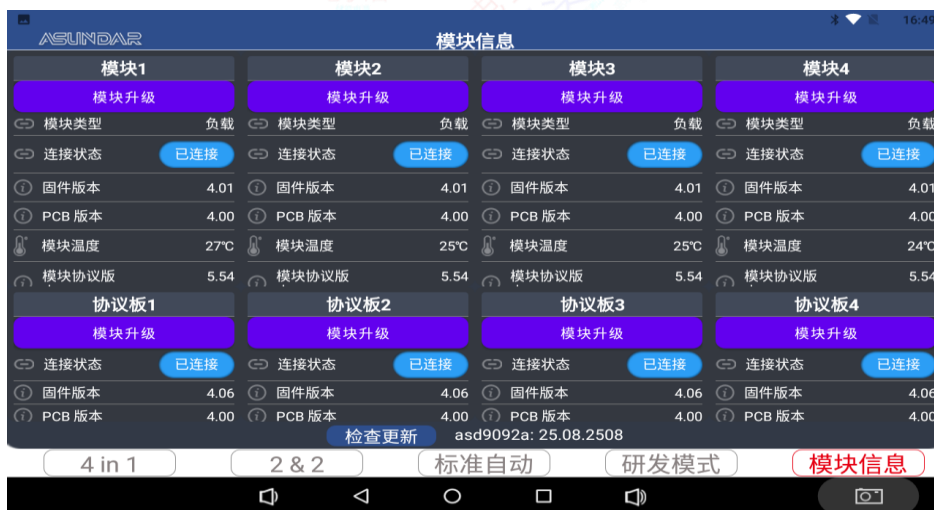 16:49
ASUNDAR 模块信息
模块1 模块2 模块3 模块4
模块升级 模块升级 模块升级 模块升级
模块类型 负载 模块类型 负载 模块类型 负载 模块类型 负载
连接状态 已连接 连接状态 已连接 连接状态 已连接 连接状态 已连接
固件版本 4.01 固件版本 4.01 固件版本 4.01 固件版本 4.01
PCB 版本 4.00 PCB 版本 4.00 PCB 版本 4.00 PCB 版本 4.00
模块温度 27℃ 模块温度 25℃ 模块温度 25℃ 模块温度 24℃
模块协议版 5.54 模块协议版 5.54 模块协议版 5.54 模块协议版 5.54
协议板1 协议板2 协议板3 协议板4
模块升级 模块升级 模块升级 模块升级
连接状态 已连接 连接状态 已连接 连接状态 已连接 连接状态 已连接
固件版本 4.06 固件版本 4.06 固件版本 4.06 固件版本 4.06
PCB 版本 4.00 PCB 版本 4.00 PCB 版本 4.00 PCB 版本 4.00
检查更新 asd9092a: 25.08.2508
4 in 1 2 & 2 标准自动 研发模式 模块信息